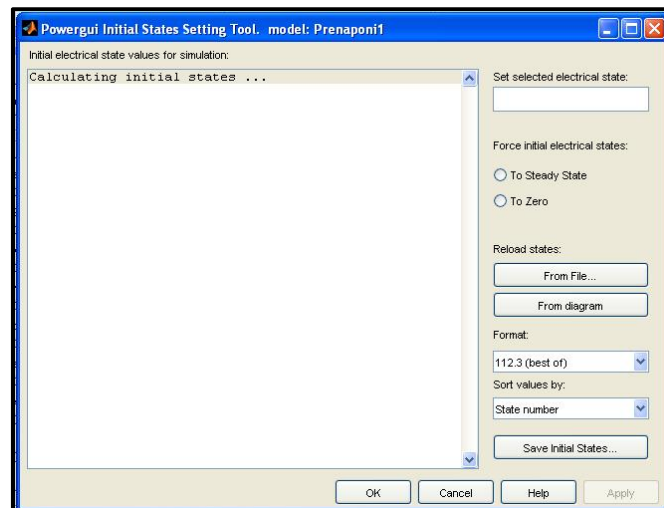 Powergui Initial States Setting Tool. model: Prenaponi1
Initial electrical state values for simulation:
Calculating initial states ...
Set selected electrical state:
Force initial electrical states:
To Steady State
To Zero
Reload states:
From File...
From diagram
Format:
112.3 (best of)
Sort values by:
State number
Save Initial States...
OK
Cancel
Help
Apply